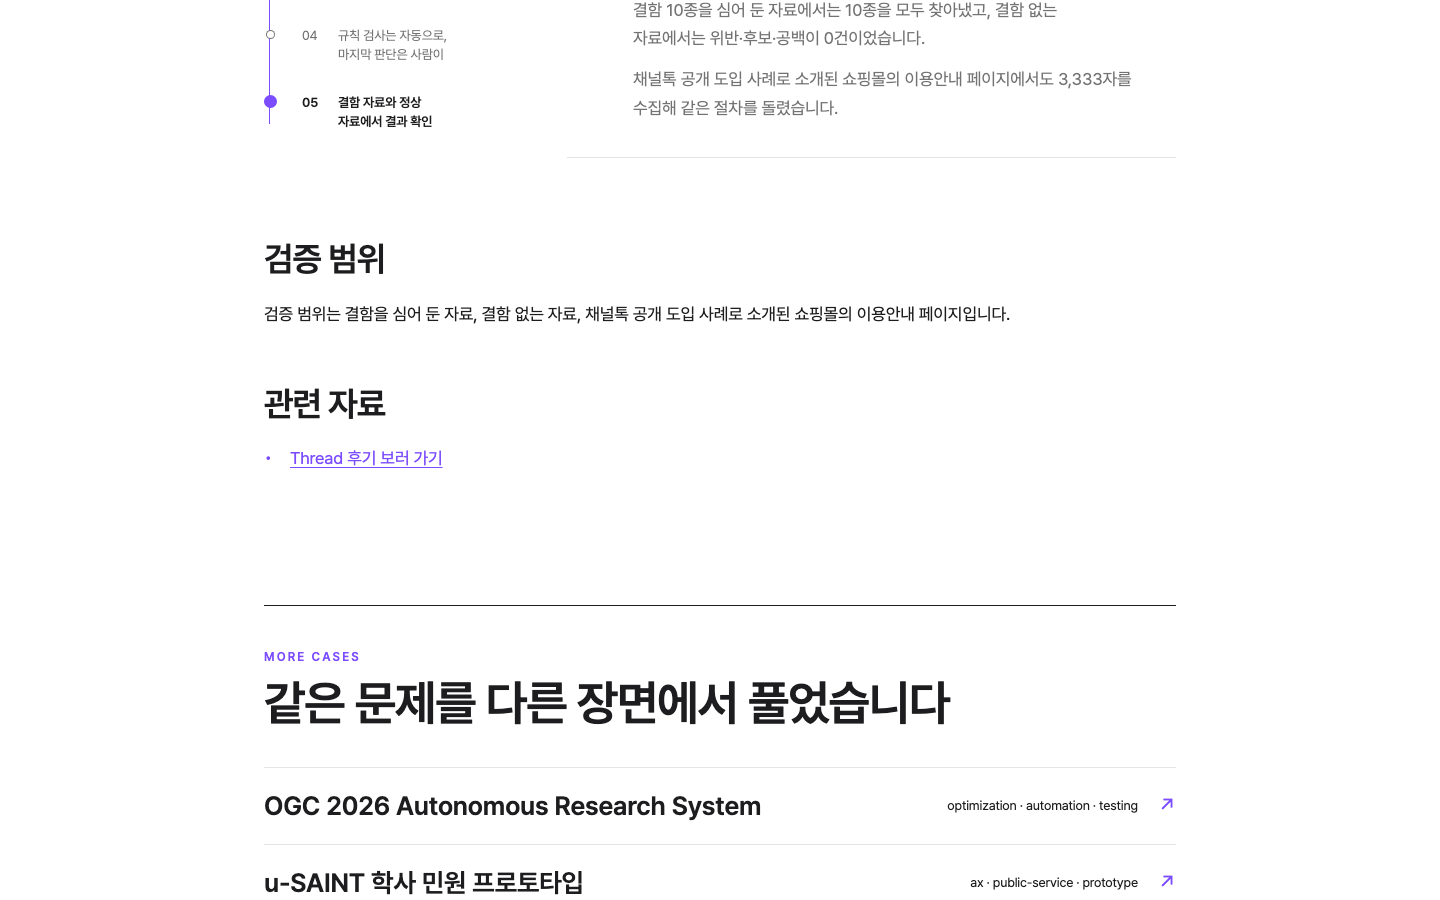 결함 10종을 심어 둔 자료에서는 10종을 모두 찾아냈고, 결함 없는
자료에서는 위반·후보·공백이 0건이었습니다.
채널톡 공개 도입 사례로 소개된 쇼핑몰의 이용안내 페이지에서도 3,333자를
수집해 같은 절차를 돌렸습니다.
04 규칙 검사는 자동으로,
마지막 판단은 사람이
05 결함 자료와 정상
자료에서 결과 확인
검증 범위
검증 범위는 결함을 심어 둔 자료, 결함 없는 자료, 채널톡 공개 도입 사례로 소개된 쇼핑몰의 이용안내 페이지입니다.
관련 자료
• Thread 후기 보러 가기
MORE CASES
같은 문제를 다른 장면에서 풀었습니다
OGC 2026 Autonomous Research System
optimization · automation · testing
u-SAINT 학사 민원 프로토타입
ax · public-service · prototype